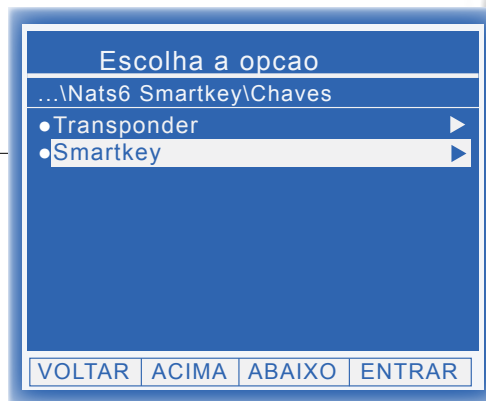 Escolha a opcao
...\Nats6 Smartkey\Chaves
●Transponder
●Smartkey
VOLTAR ACIMA ABAIXO ENTRAR